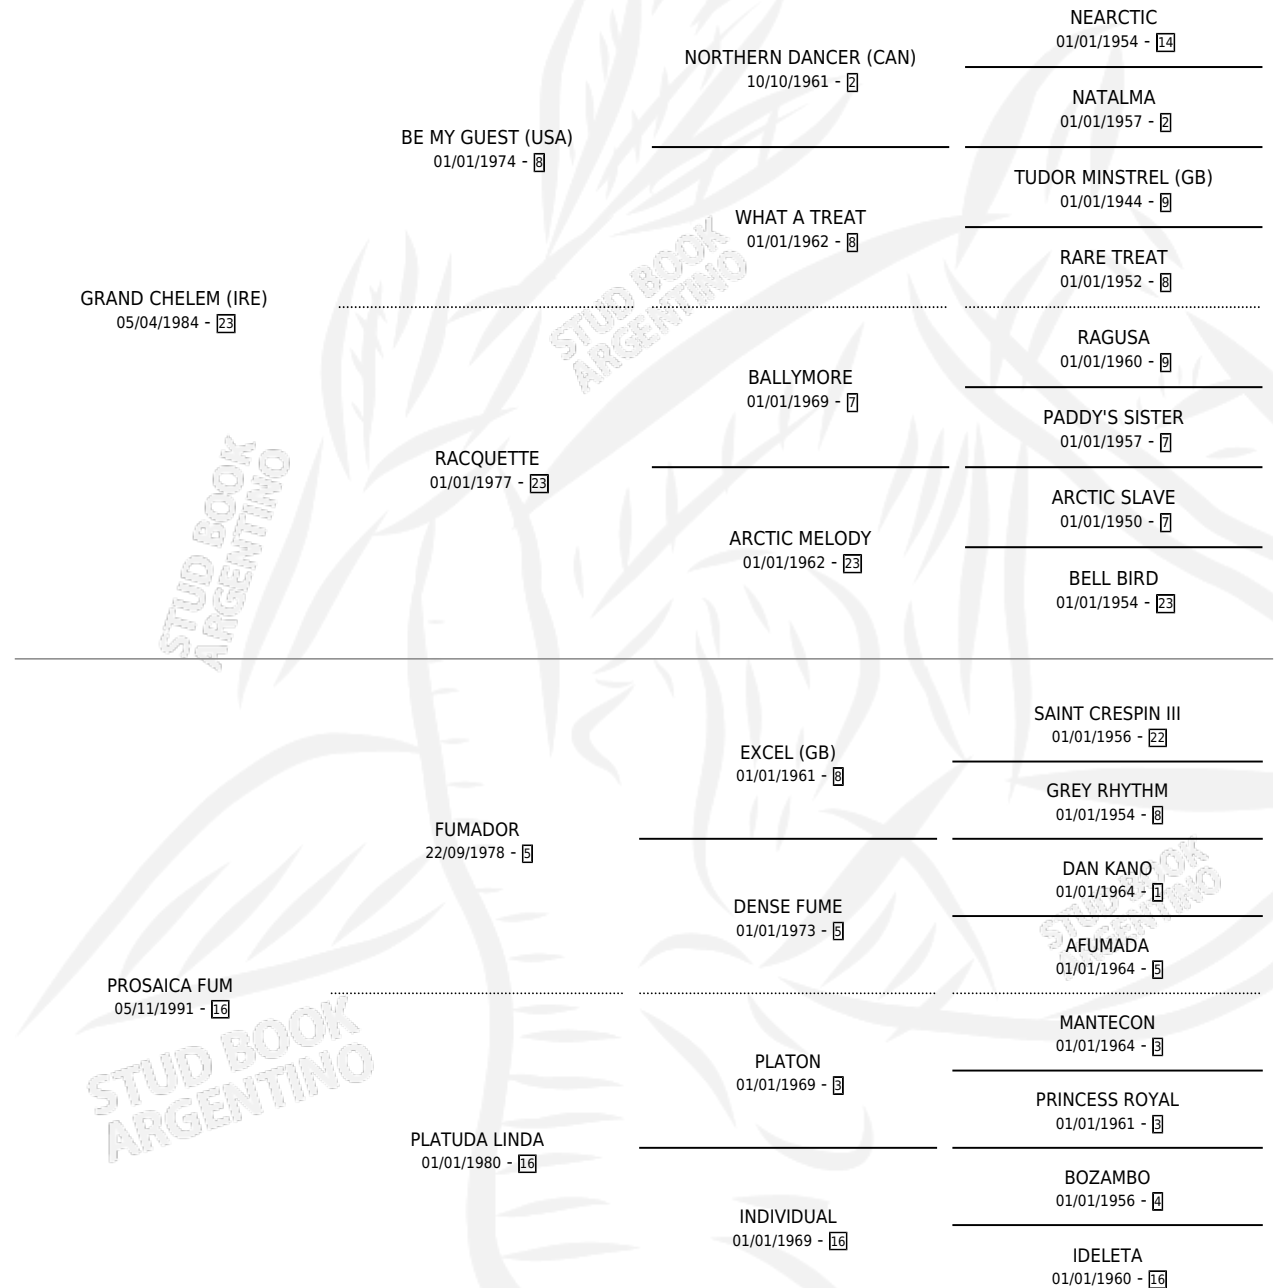 NEARCTIC
01/01/1954 - 14
NORTHERN DANCER (CAN)
10/10/1961 - 2
NATALMA
01/01/1957 - 2
BE MY GUEST (USA)
01/01/1974 - 8
TUDOR MINSTREL (GB)
01/01/1944 - 9
WHAT A TREAT
01/01/1962 - 8
RARE TREAT
01/01/1952 - 8
GRAND CHELEM (IRE)
05/04/1984 - 23
STUD BOOK
ARGENTINO
RAGUSA
01/01/1960 - 9
BALLYMORE
01/01/1969 - 7
PADDY'S SISTER
01/01/1957 - 7
RACQUETTE
01/01/1977 - 23
ARCTIC SLAVE
01/01/1950 - 7
ARCTIC MELODY
01/01/1962 - 23
BELL BIRD
01/01/1954 - 23
STUD BOOK
ARGENTINO
SAINT CRESPIN III
01/01/1956 - 22
EXCEL (GB)
01/01/1961 - 8
GREY RHYTHM
01/01/1954 - 8
FUMADOR
22/09/1978 - 5
DAN KANO
01/01/1964 - 1
DENSE FUME
01/01/1973 - 5
AFUMADA
01/01/1964 - 5
STUD BOOK
ARGENTINO
PROSAICA FUM
05/11/1991 - 16
MANTECON
01/01/1964 - 3
PLATON
01/01/1969 - 3
PRINCESS ROYAL
01/01/1961 - 3
STUD BOOK
ARGENTINO
PLATUDA LINDA
01/01/1980 - 16
BOZAMBO
01/01/1956 - 4
INDIVIDUAL
01/01/1969 - 16
IDELETA
01/01/1960 - 16